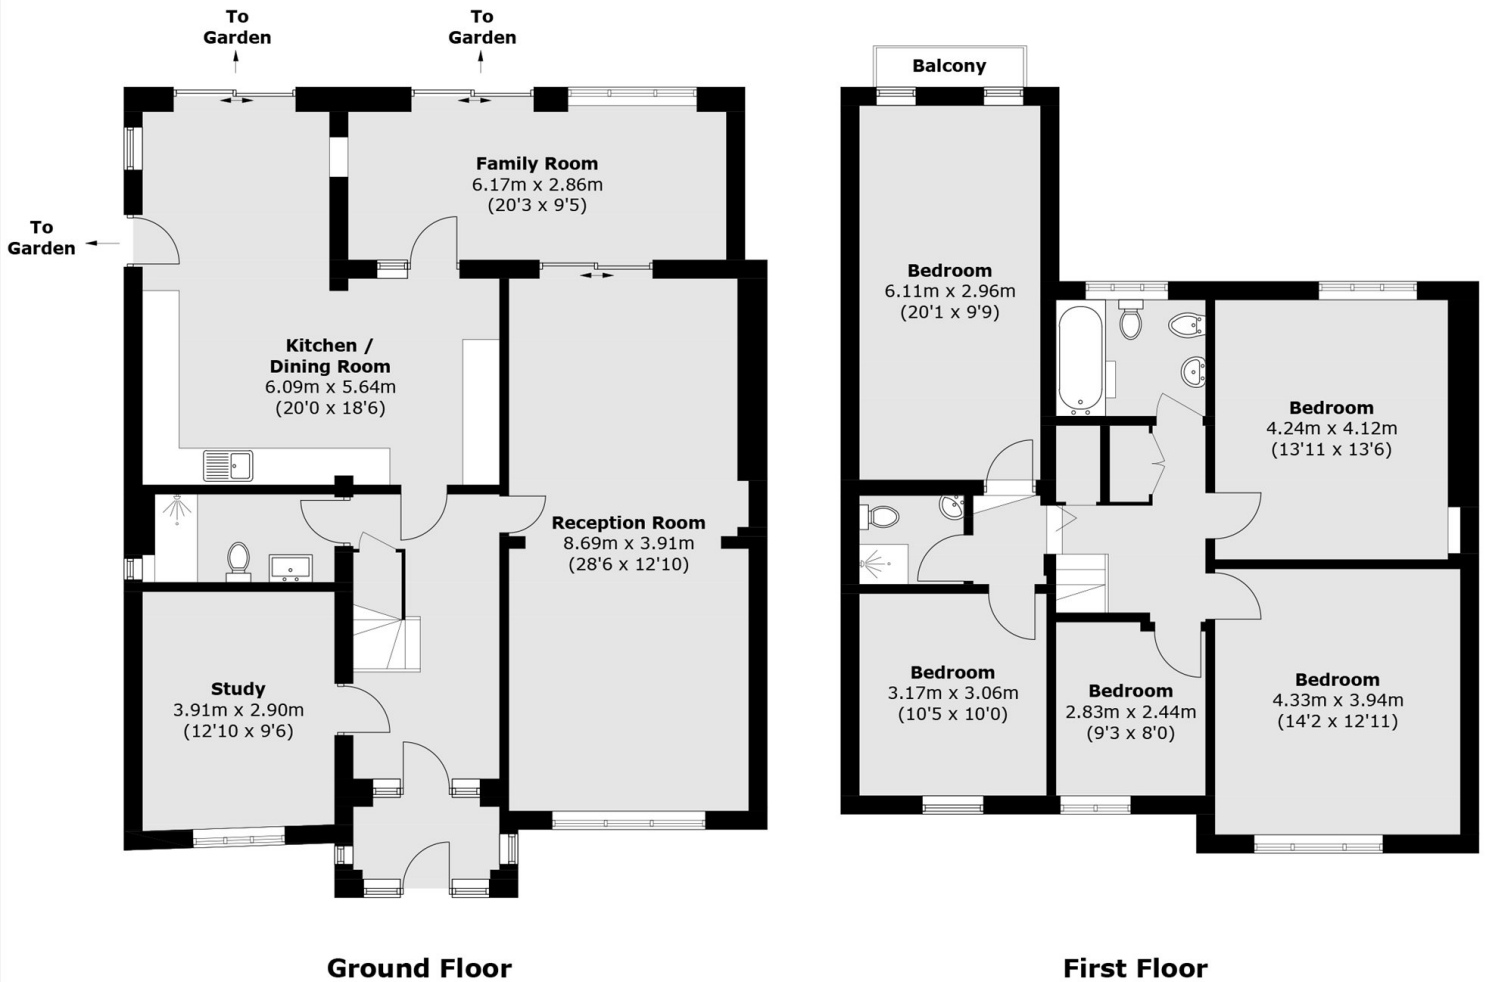 To
Garden
To
Garden
To
Garden
Family Room
6.17m x 2.86m
(20'3 x 9'5)
Kitchen /
Dining Room
6.09m x 5.64m
(20'0 x 18'6)
Reception Room
8.69m x 3.91m
(28'6 x 12'10)
Study
3.91m x 2.90m
(12'10 x 9'6)
Ground Floor
Balcony
Bedroom
6.11m x 2.96m
(20'1 x 9'9)
Bedroom
4.24m x 4.12m
(13'11 x 13'6)
Bedroom
3.17m x 3.06m
(10'5 x 10'0)
Bedroom
2.83m x 2.44m
(9'3 x 8'0)
Bedroom
4.33m x 3.94m
(14'2 x 12'11)
First Floor